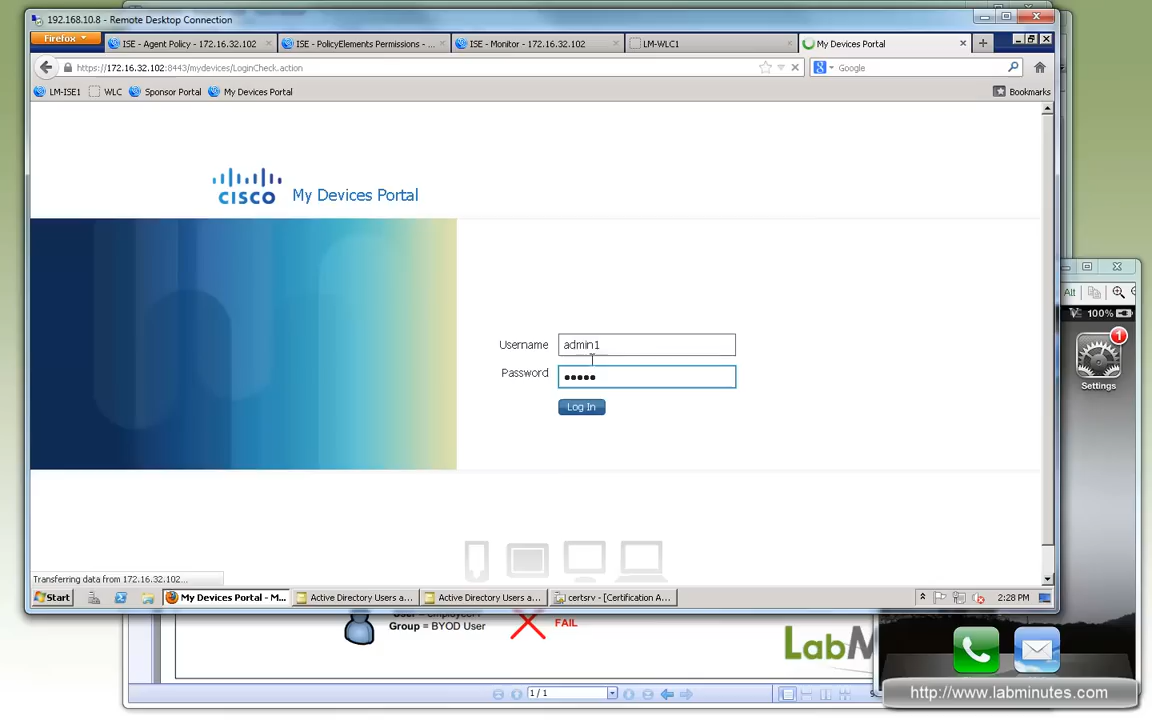 192.168.10.8 - Remote Desktop Connection
Firefox
ISE - Agent Policy - 172.16.32.102
ISE - PolicyElements Permissions - ...
ISE - Monitor - 172.16.32.102
LM-WLC1
My Devices Portal
https://172.16.32.102:8443/mydevices/LoginCheck.action
Google
LM-ISE1
WLC
Sponsor Portal
My Devices Portal
Bookmarks
CISCO
My Devices Portal
Username
admin1
Password
Log In
Alt
100%
1
Settings
Transferring data from 172.16.32.102...
Start
My Devices Portal - M...
Active Directory Users a...
Active Directory Users a...
certsrv - [Certification A...
2:28 PM
Group = BYOD User
FAIL
LabM
1 / 1
http://www.labminutes.com